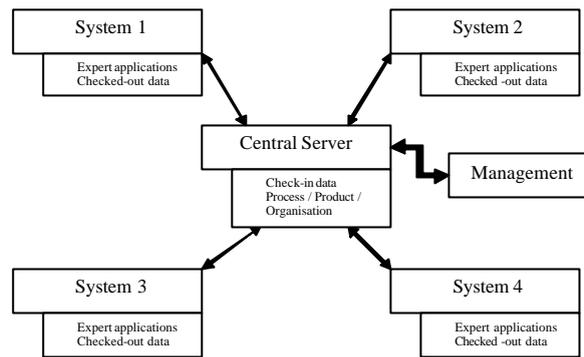 System 1
Expert applications
Checked-out data
System 2
Expert applications
Checked -out data
Central Server
Check-in data
Process / Product /
Organisation
Management
System 3
Expert applications
Checked-out data
System 4
Expert applications
Checked -out data